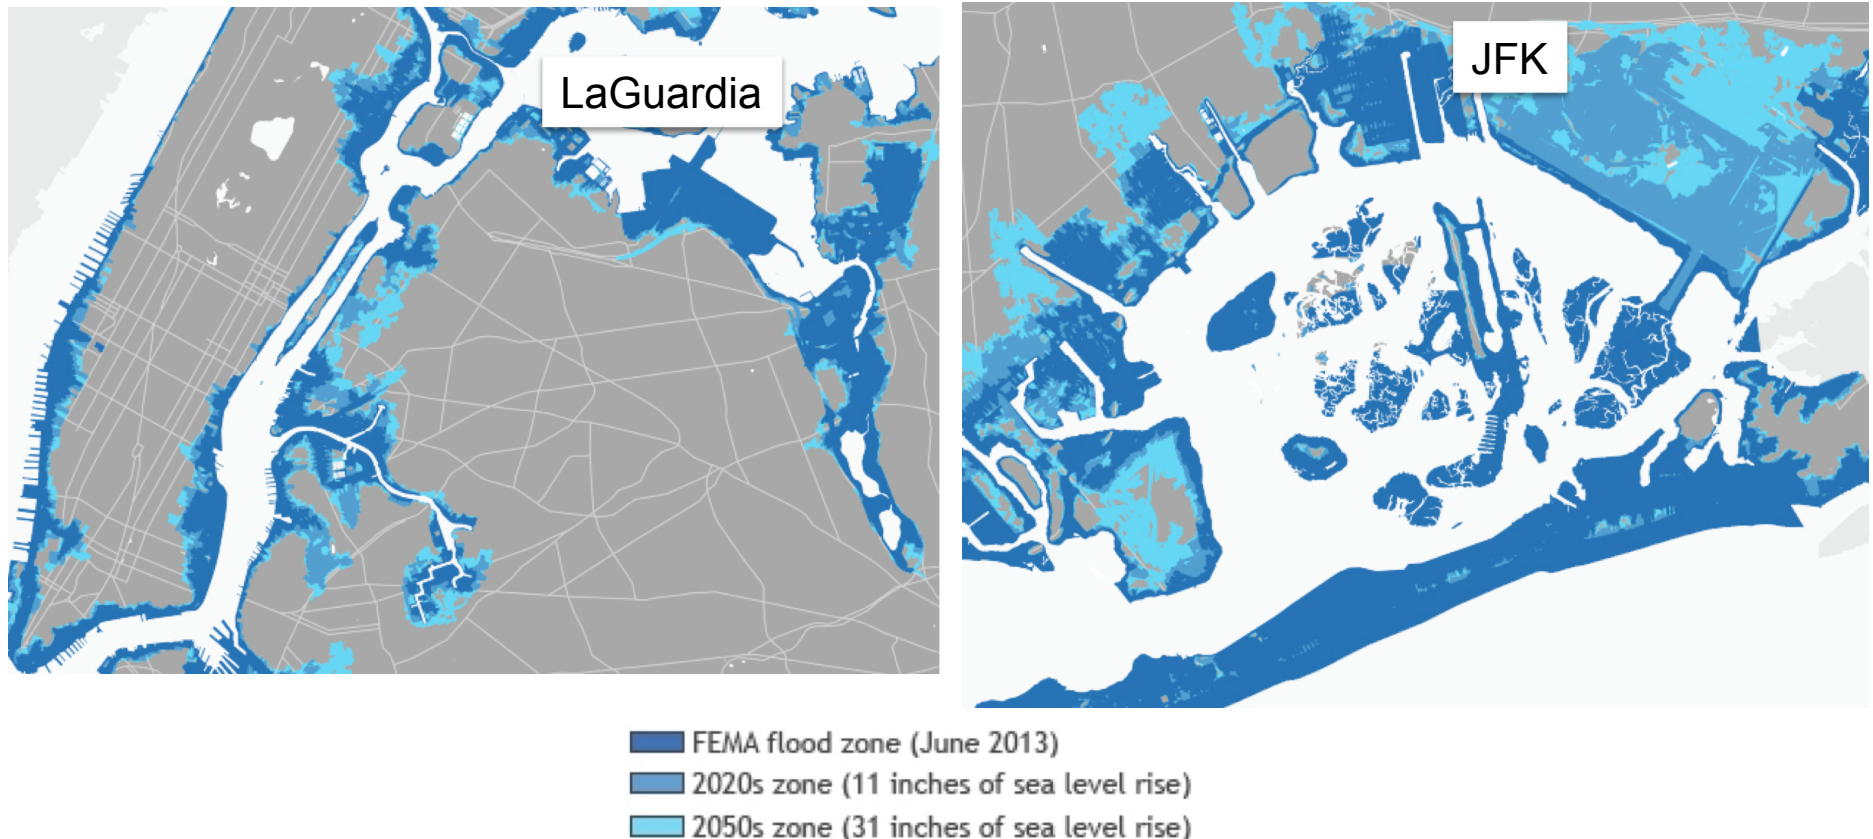 LaGuardia
JFK
FEMA flood zone (June 2013)
2020s zone (11 inches of sea level rise)
2050s zone (31 inches of sea level rise)